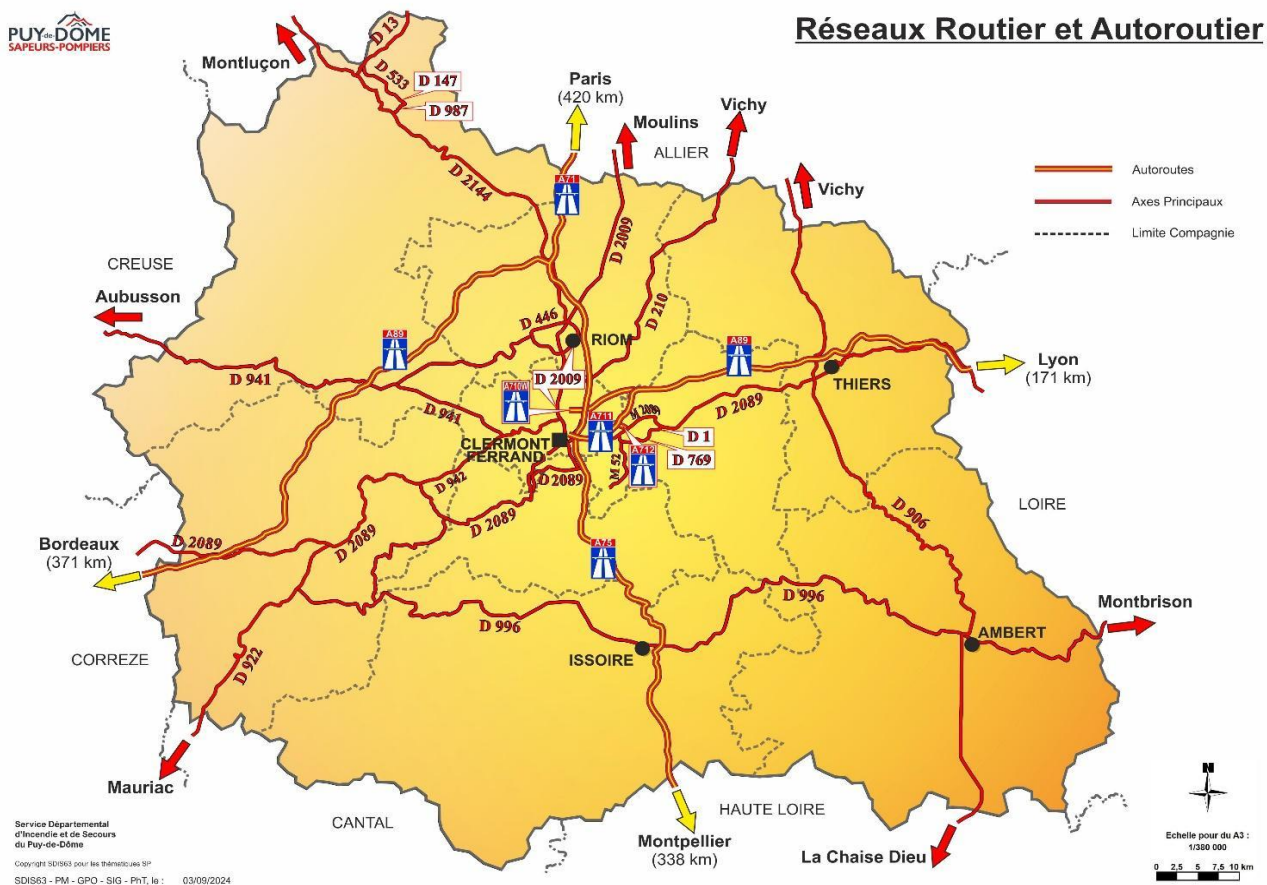 PUY-de-DÔME
SAPEURS-POMPIERS
Réseaux Routier et Autoroutier
Montluçon
D 13
D 533
D 147
D 987
Paris
(420 km)
Moulins
Vichy
ALLIER
Vichy
Autoroutes
Axes Principaux
Limite Compagnie
A71
D 2144
D 2009
CREUSE
Aubusson
D 210
D 446
RIOM
A89
A89
Lyon
(171 km)
THIERS
D 941
D 2009
A710W
D 941
A711
M 2089
D 2089
D 1
CLERMONT
FERRAND
D 769
A712
M 52
D 942
D 2089
D 2089
D 2089
D 2089
LOIRE
D 906
Bordeaux
(371 km)
A75
D 996
D 996
Montbrison
AMBERT
ISSOIRE
CORREZE
D 922
Mauriac
CANTAL
HAUTE LOIRE
Montpellier
(338 km)
La Chaise Dieu
N
Echelle pour du A3 :
1/380 000
0 2,5 5 7,5 10 km
Service Départemental
d'Incendie et de Secours
du Puy-de-Dôme
Copyright SDIS63 pour les thématiques SP
SDIS63 - PM - GPO - SIG - PhT, le : 03/09/2024